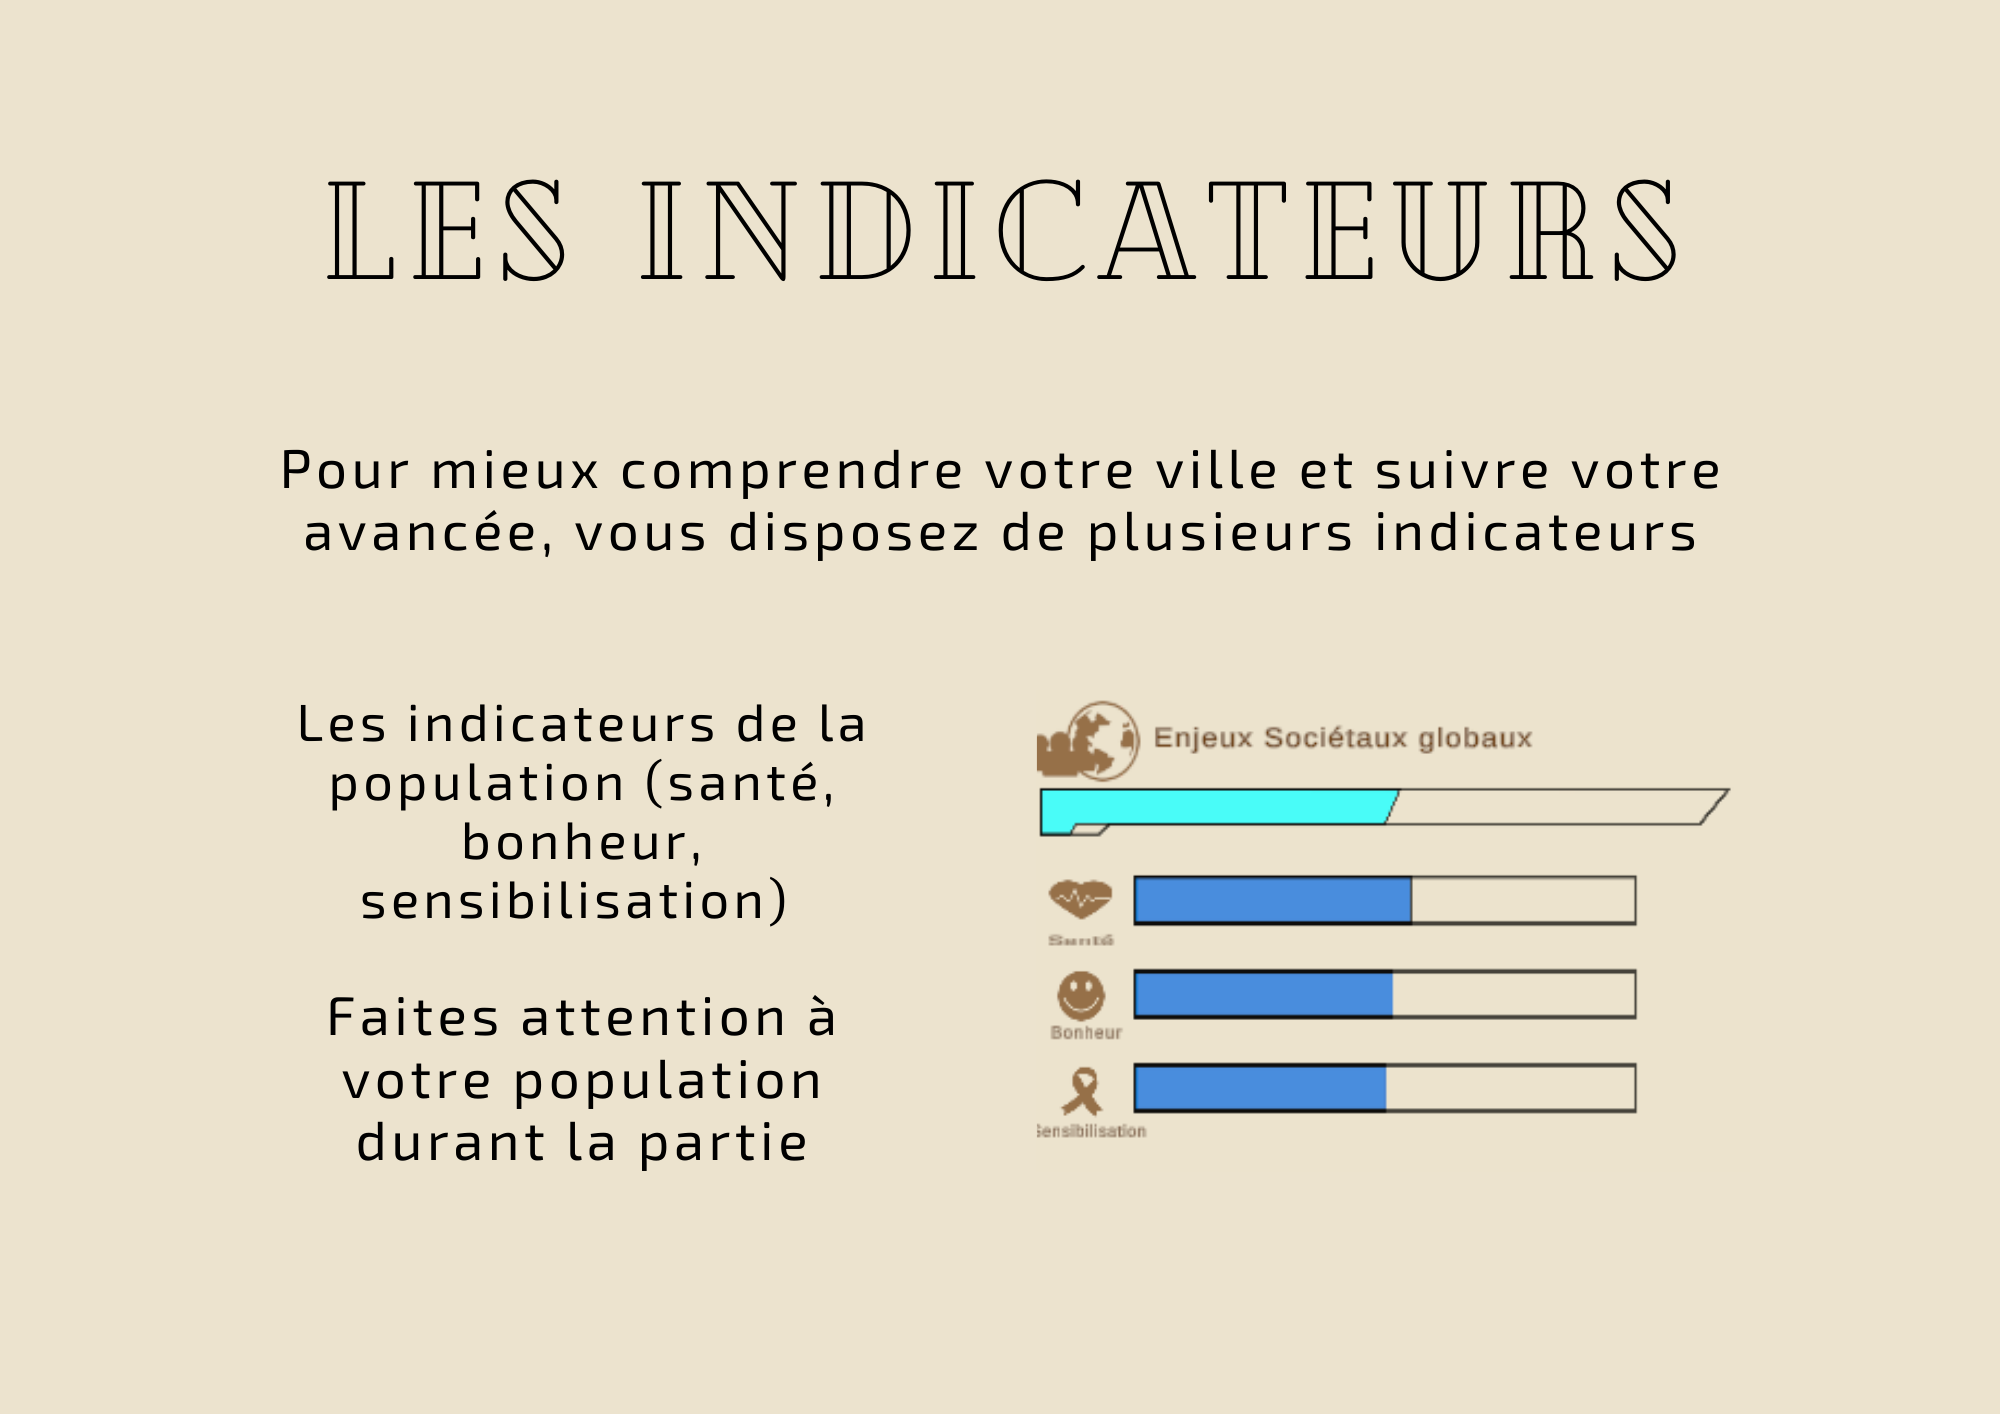 LES INDICATEURS
Pour mieux comprendre votre ville et suivre votre
avancée, vous disposez de plusieurs indicateurs
Les indicateurs de la
population (santé,
bonheur,
sensibilisation)
Faites attention à
votre population
durant la partie
Enjeux Sociétaux globaux
Santé
Bonheur
Sensibilisation